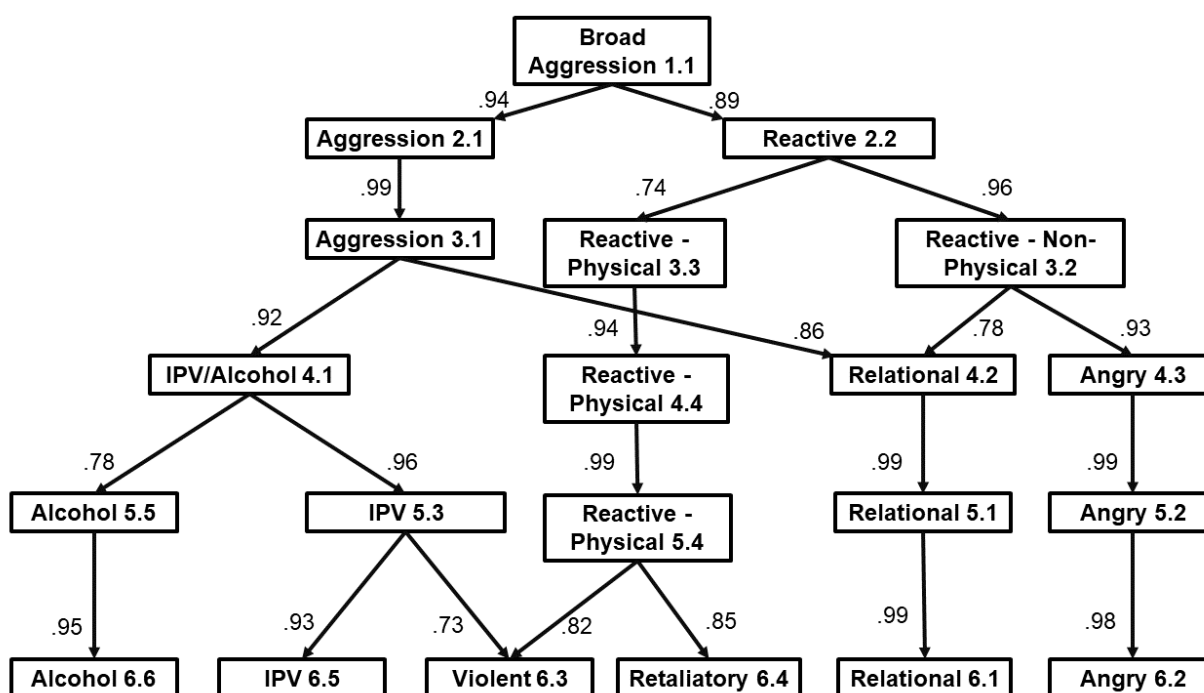 Broad
Aggression 1.1
.94
.89
Aggression 2.1
Reactive 2.2
.99
.74
.96
Aggression 3.1
Reactive -
Physical 3.3
Reactive - Non-
Physical 3.2
.92
.94
.86
.78
.93
IPV/Alcohol 4.1
Reactive -
Physical 4.4
Relational 4.2
Angry 4.3
.78
.96
.99
.99
.99
Alcohol 5.5
IPV 5.3
Reactive -
Physical 5.4
Relational 5.1
Angry 5.2
.95
.93
.73
.82
.85
.99
.98
Alcohol 6.6
IPV 6.5
Violent 6.3
Retaliatory 6.4
Relational 6.1
Angry 6.2